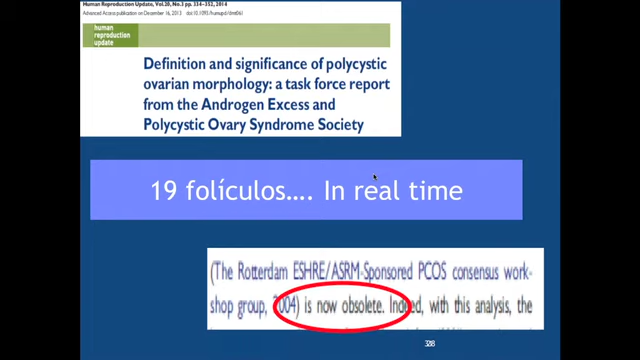 Human Reproduction Update, Vol.20, No.3 pp. 334–352, 2014
Advanced Access publication on December 16, 2013 doi:10.1093/humupd/dmt061
human
reproduction
update
Definition and significance of polycystic
ovarian morphology: a task force report
from the Androgen Excess and
Polycystic Ovary Syndrome Society
19 folículos.... In real time
(The Rotterdam ESHRE/ASRM-Sponsored PCOS consensus work-
shop group, 2004) is now obsolete. Indeed, with this analysis, the